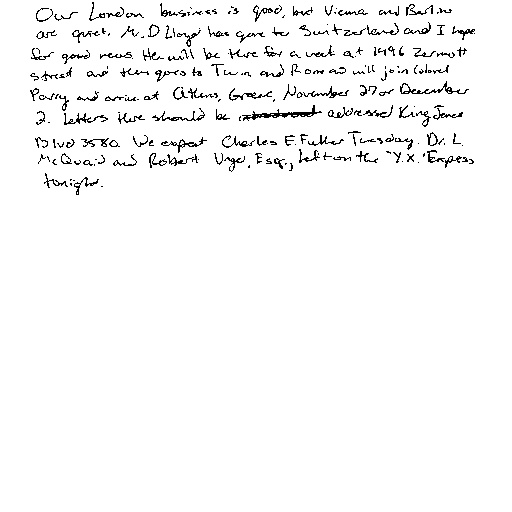 Our London business is good, but Vienna and Berlin
are quiet. Mr. D Lloyd has gone to Switzerland and I hope
for good news. He will be there for a week at 1496 Zermott
street and then goes to Turin and Rome and will join Colonel
Parry and arrive at Athens, Greece, November 27 or December
2. Letters there should be addressed King James
Blvd 3580. We expect Charles E. Fuller Tuesday. Dr. L.
McQuaid and Robert Unger, Esq., left on the "Y.X." Express
tonight.